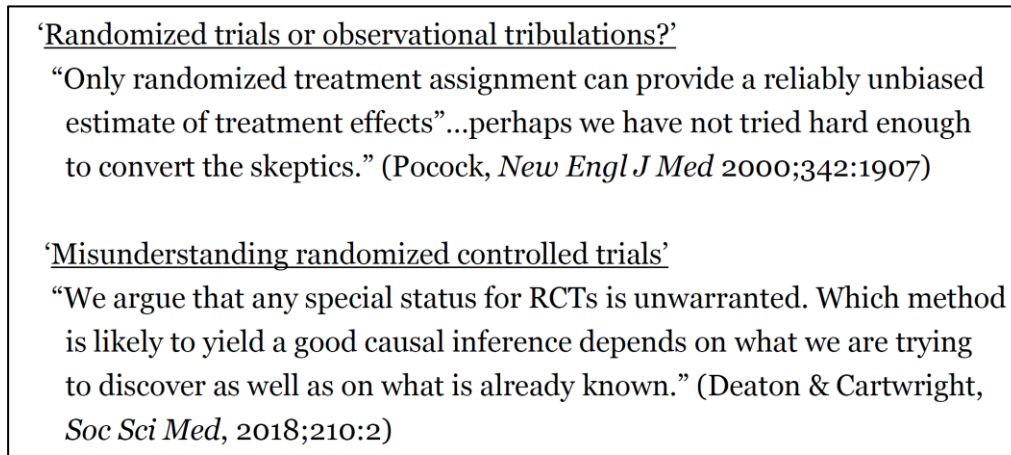 ‘Randomized trials or observational tribulations?’
“Only randomized treatment assignment can provide a reliably unbiased
estimate of treatment effects”...perhaps we have not tried hard enough
to convert the skeptics.” (Pocock, New Engl J Med 2000;342:1907)
‘Misunderstanding randomized controlled trials’
“We argue that any special status for RCTs is unwarranted. Which method
is likely to yield a good causal inference depends on what we are trying
to discover as well as on what is already known.” (Deaton & Cartwright,
Soc Sci Med, 2018;210:2)